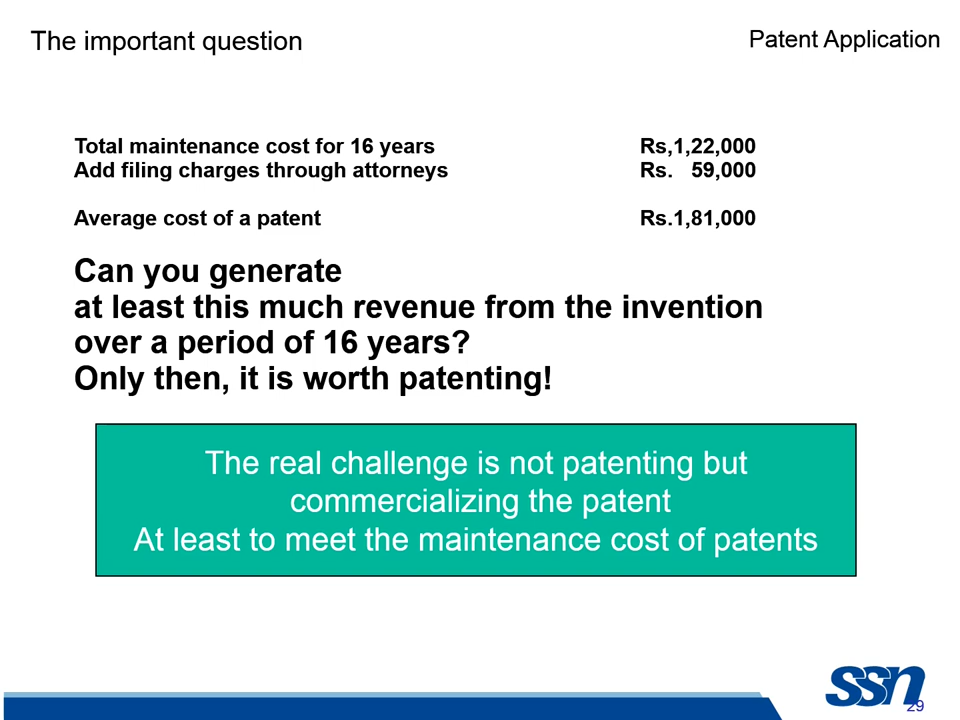 The important question
Patent Application
Total maintenance cost for 16 years Rs,1,22,000
Add filing charges through attorneys Rs. 59,000
Average cost of a patent Rs.1,81,000
Can you generate
at least this much revenue from the invention
over a period of 16 years?
Only then, it is worth patenting!
The real challenge is not patenting but
commercializing the patent
At least to meet the maintenance cost of patents
ssn
29